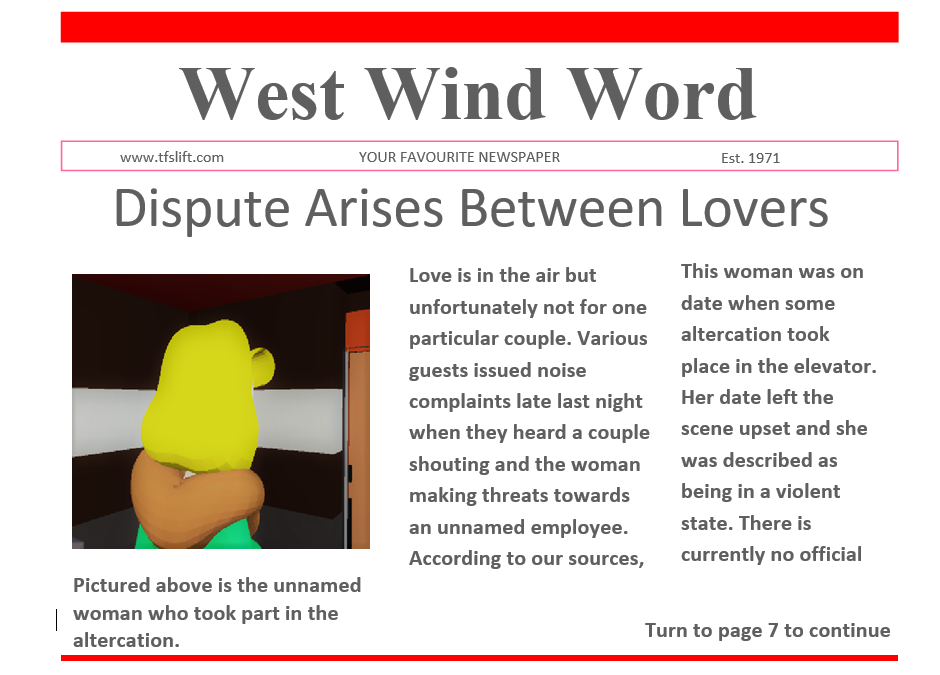 West Wind Word
www.tfslift.com YOUR FAVOURITE NEWSPAPER Est. 1971
Dispute Arises Between Lovers
Pictured above is the unnamed
woman who took part in the
altercation.
Love is in the air but
unfortunately not for one
particular couple. Various
guests issued noise
complaints late last night
when they heard a couple
shouting and the woman
making threats towards
an unnamed employee.
According to our sources,
This woman was on
date when some
altercation took
place in the elevator.
Her date left the
scene upset and she
was described as
being in a violent
state. There is
currently no official
Turn to page 7 to continue